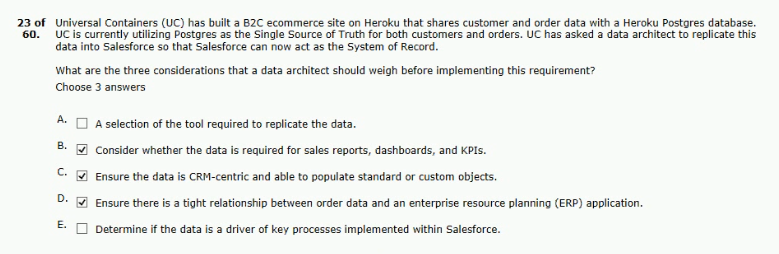 23 of Universal Containers (UC) has built a B2C ecommerce site on Heroku that shares customer and order data with a Heroku Postgres database.
60. UC is currently utilizing Postgres as the Single Source of Truth for both customers and orders. UC has asked a data architect to replicate this
data into Salesforce so that Salesforce can now act as the System of Record.
What are the three considerations that a data architect should weigh before implementing this requirement?
Choose 3 answers
A. A selection of the tool required to replicate the data.
B. Consider whether the data is required for sales reports, dashboards, and KPIs.
C. Ensure the data is CRM-centric and able to populate standard or custom objects.
D. Ensure there is a tight relationship between order data and an enterprise resource planning (ERP) application.
E. Determine if the data is a driver of key processes implemented within Salesforce.